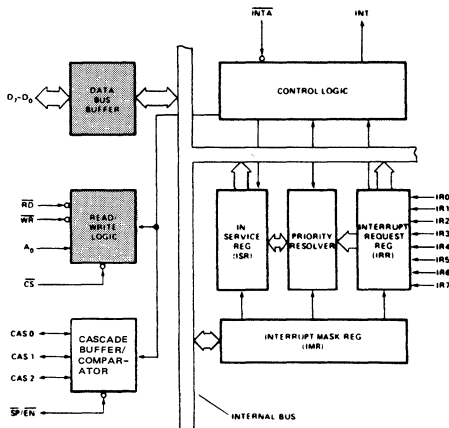 INTA
INT
D7-D0
DATA
BUS
BUFFER
CONTROL LOGIC
RD
WR
A0
CS
READ/
WRITE
LOGIC
IN
SERVICE
REG
(ISR)
PRIORITY
RESOLVER
INTERRUPT
REQUEST
REG
(IRR)
IR0
IR1
IR2
IR3
IR4
IR5
IR6
IR7
CAS 0
CAS 1
CAS 2
SP/EN
CASCADE
BUFFER/
COMPAR-
ATOR
INTERRUPT MASK REG
(IMR)
INTERNAL BUS